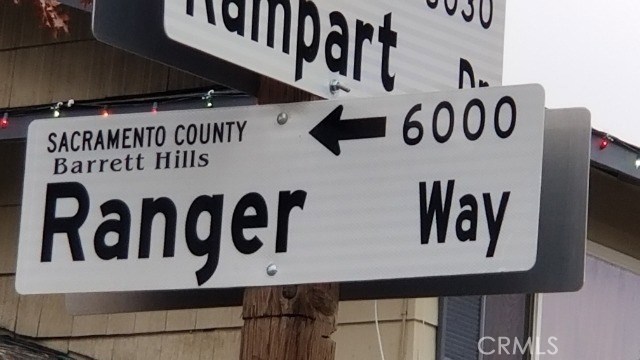 Rampart Dr
SACRAMENTO COUNTY
Barrett Hills
6000
Ranger Way
CRMLS